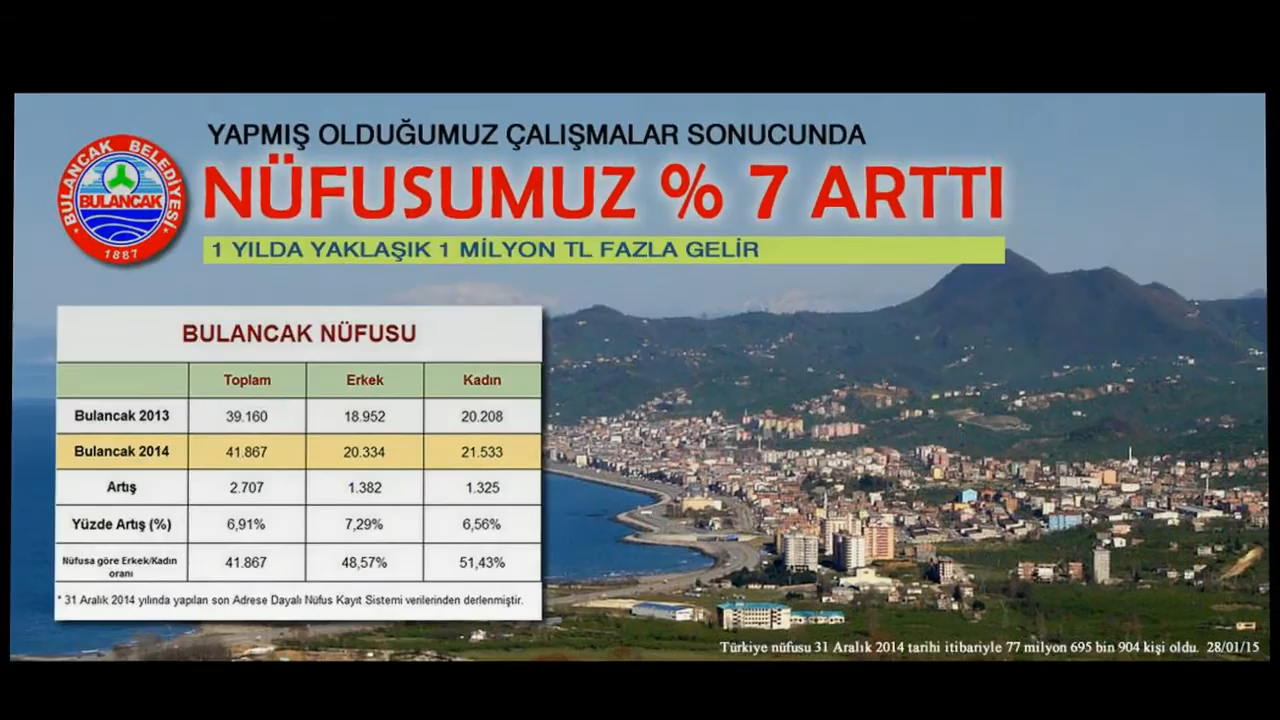 YAPMIŞ OLDUĞUMUZ ÇALIŞMALAR SONUCUNDA
NÜFUSUMUZ % 7 ARTTI
1 YILDA YAKLAŞIK 1 MİLYON TL FAZLA GELİR
BULANCAK BELEDİYESİ
BULANCAK
1887
BULANCAK NÜFUSU
Toplam Erkek Kadın
Bulancak 2013 39.160 18.952 20.208
Bulancak 2014 41.867 20.334 21.533
Artış 2.707 1.382 1.325
Yüzde Artış (%) 6,91% 7,29% 6,56%
Nüfusa göre Erkek/Kadın
oranı 41.867 48,57% 51,43%
* 31 Aralık 2014 yılında yapılan son Adrese Dayalı Nüfus Kayıt Sistemi verilerinden derlenmiştir.
Türkiye nüfusu 31 Aralık 2014 tarihi itibariyle 77 milyon 695 bin 904 kişi oldu. 28/01/15